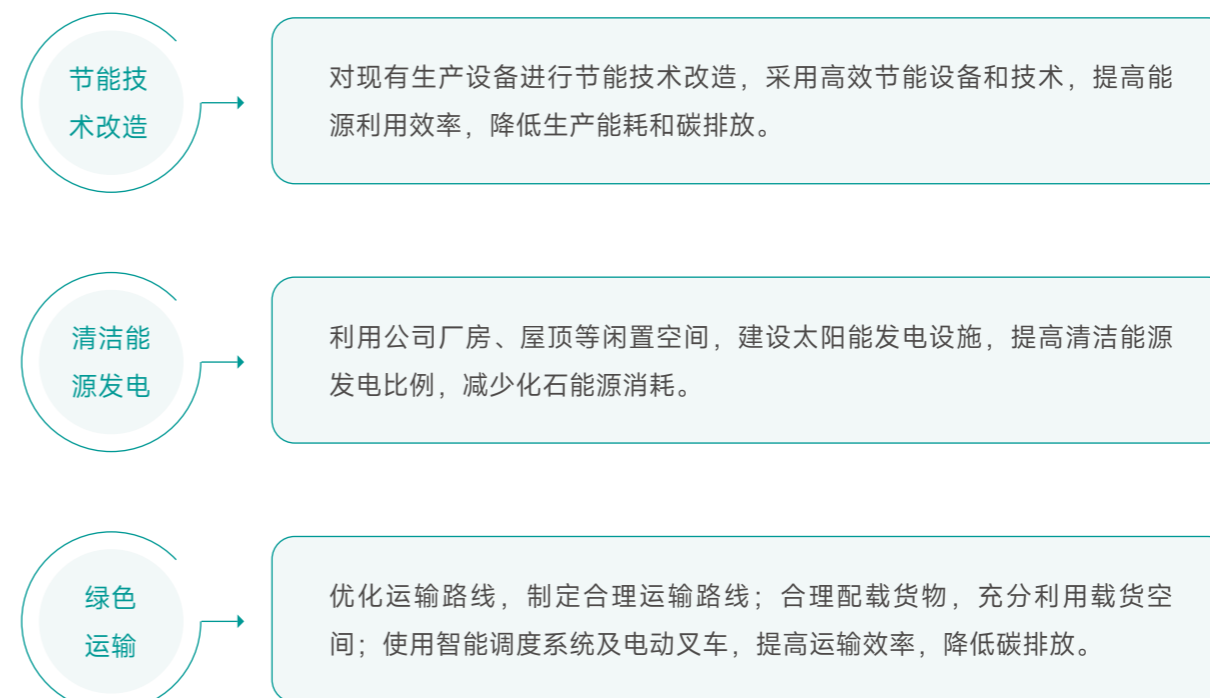 节能技
术改造
对现有生产设备进行节能技术改造，采用高效节能设备和技术，提高能
源利用效率，降低生产能耗和碳排放。
清洁能
源发电
利用公司厂房、屋顶等闲置空间，建设太阳能发电设施，提高清洁能源
发电比例，减少化石能源消耗。
绿色
运输
优化运输路线，制定合理运输路线；合理配载货物，充分利用载货空
间；使用智能调度系统及电动叉车，提高运输效率，降低碳排放。